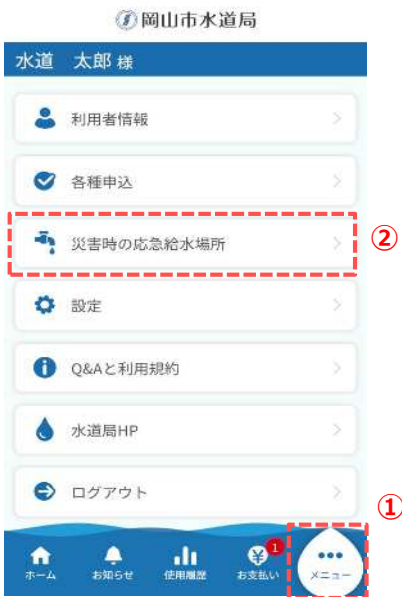 岡山市水道局
水道 太郎 様
利用者情報
各種申込
災害時の応急給水場所
②
設定
Q&Aと利用規約
水道局HP
ログアウト
①
1
ホーム
お知らせ
使用履歴
お支払い
メニュー